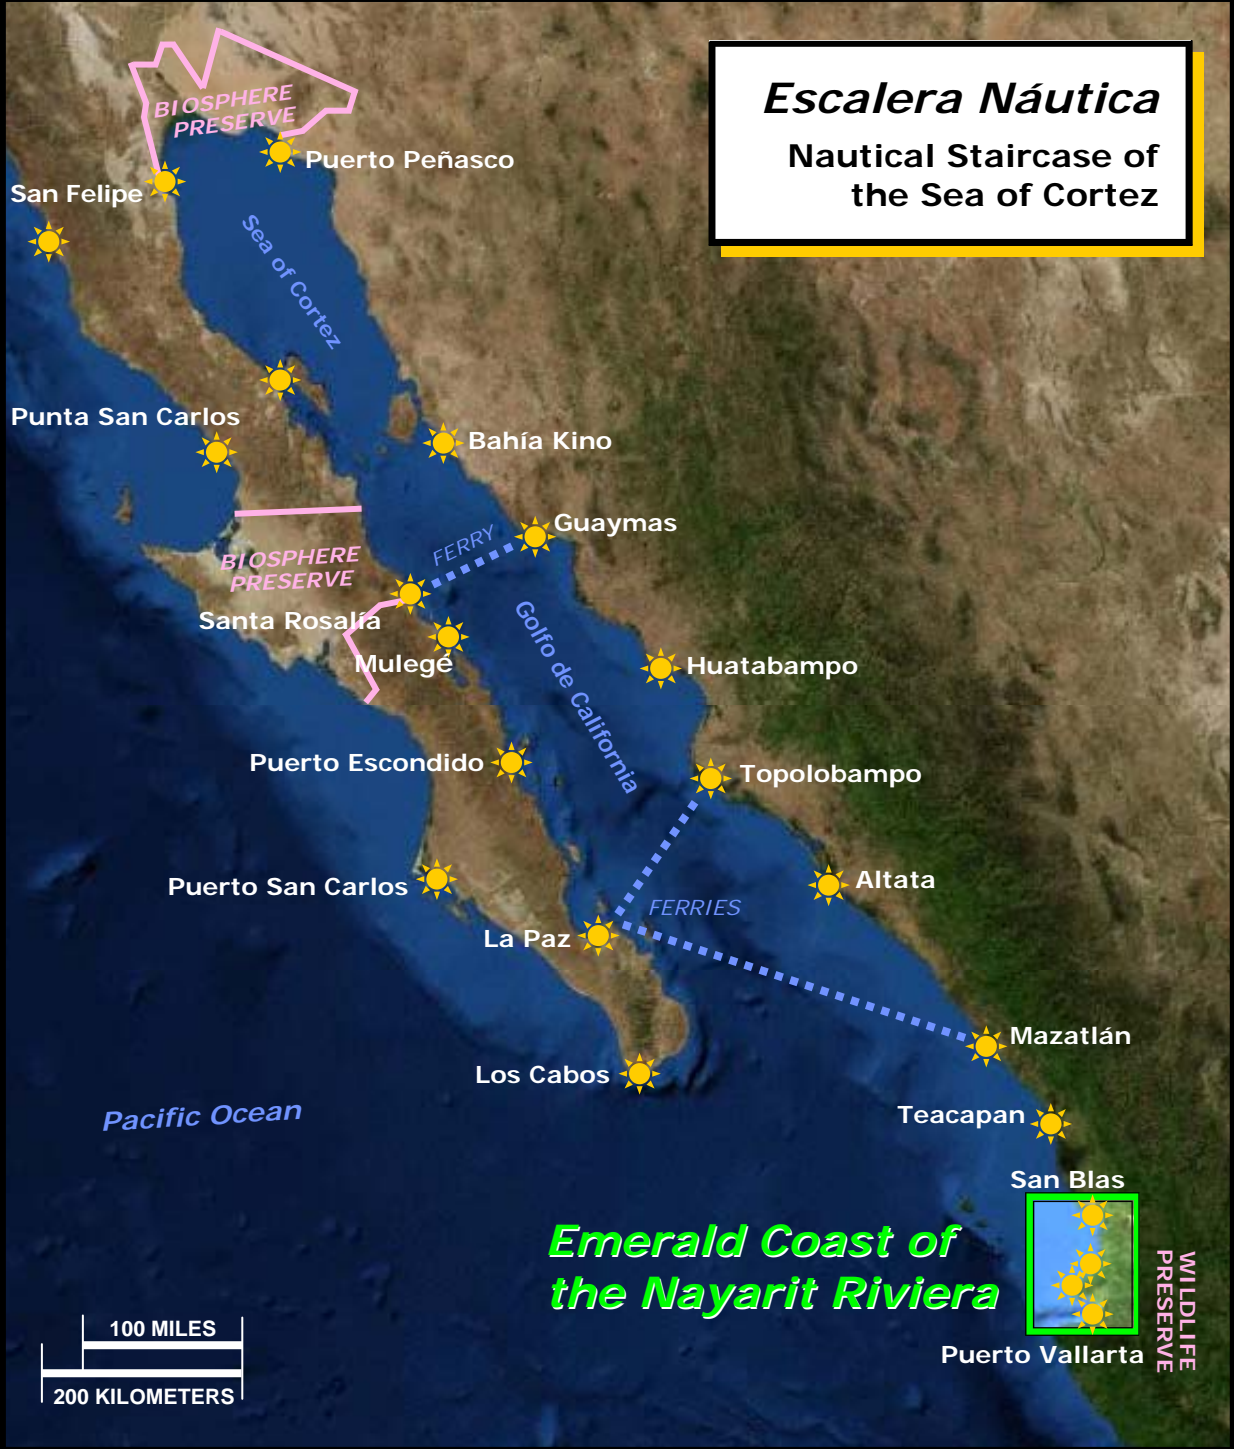 Escalera Náutica
Nautical Staircase of
the Sea of Cortez
BIOSPHERE
PRESERVE
Puerto Peñasco
San Felipe
Sea of Cortez
Punta San Carlos
Bahía Kino
Guaymas
FERRY
BIOSPHERE
PRESERVE
Santa Rosalía
Mulegé
Golfo de California
Huatabampo
Puerto Escondido
Topolobampo
Puerto San Carlos
Altata
FERRIES
La Paz
Mazatlán
Los Cabos
Pacific Ocean
Teacapan
San Blas
Emerald Coast of
the Nayarit Riviera
WILDLIFE
PRESERVE
Puerto Vallarta
100 MILES
200 KILOMETERS